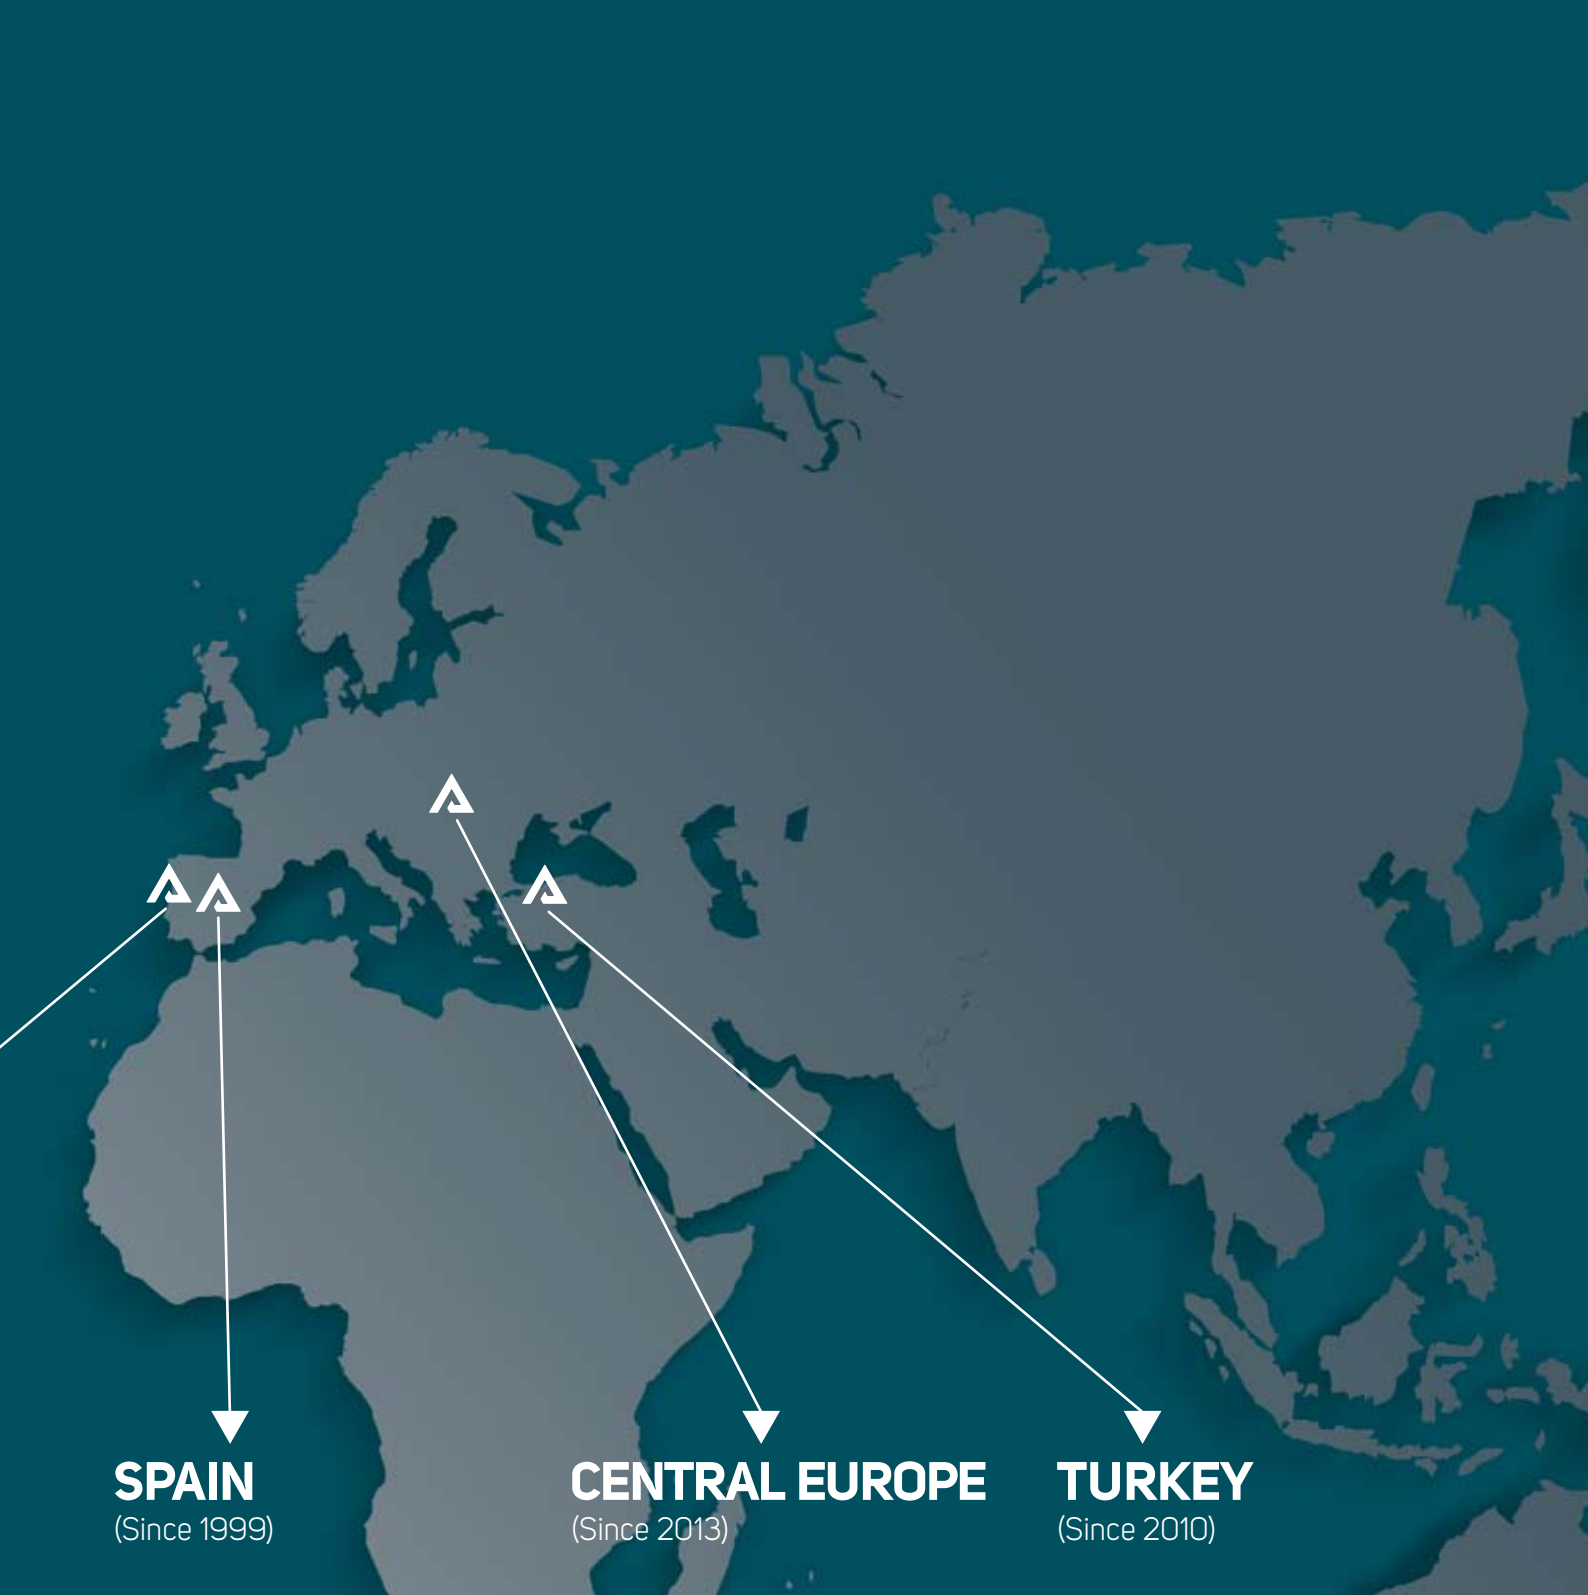 SPAIN
(Since 1999)
CENTRAL EUROPE
(Since 2013)
TURKEY
(Since 2010)